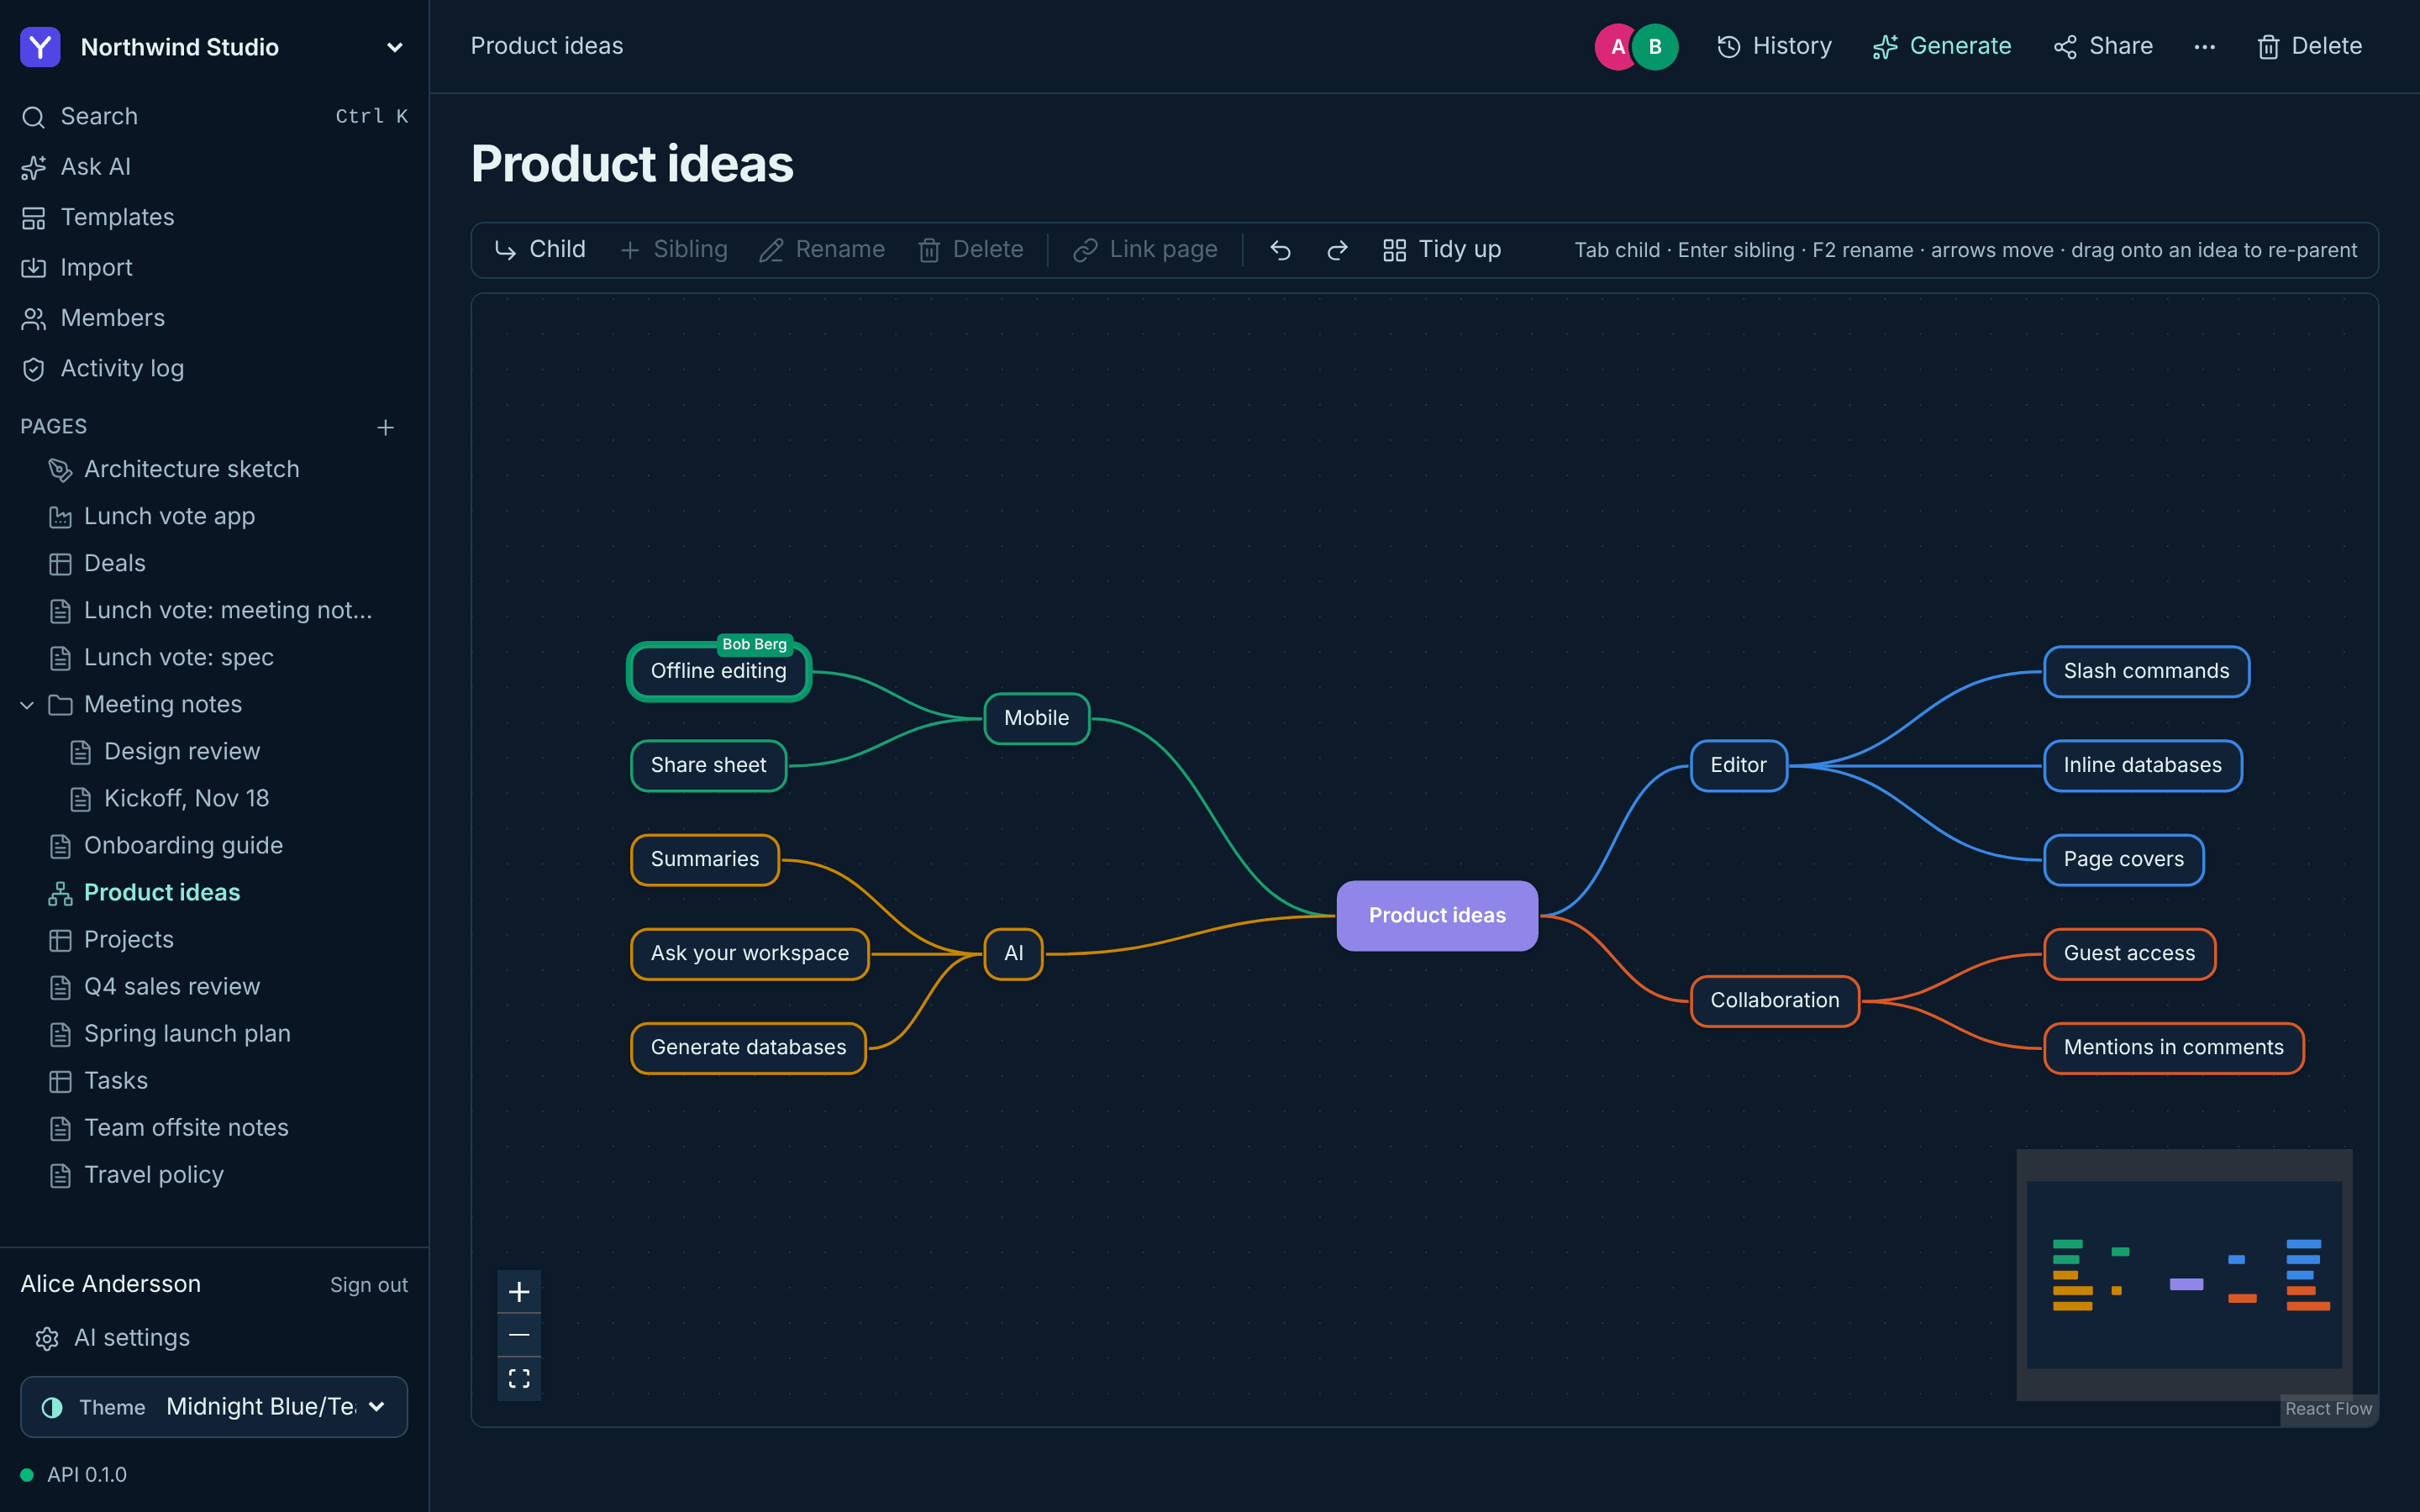 Northwind Studio
Search Ctrl K
Ask AI
Templates
Import
Members
Activity log
PAGES
Architecture sketch
Lunch vote app
Deals
Lunch vote: meeting not...
Lunch vote: spec
Meeting notes
Design review
Kickoff, Nov 18
Onboarding guide
Product ideas
Projects
Q4 sales review
Spring launch plan
Tasks
Team offsite notes
Travel policy
Alice Andersson Sign out
AI settings
Theme Midnight Blue/Tea
API 0.1.0
Product ideas
A B History Generate Share Delete
Product ideas
Child Sibling Rename Delete Link page Tidy up Tab child · Enter sibling · F2 rename · arrows move · drag onto an idea to re-parent
Bob Berg
Offline editing
Share sheet
Mobile
Summaries
Ask your workspace
Generate databases
AI
Product ideas
Editor
Slash commands
Inline databases
Page covers
Collaboration
Guest access
Mentions in comments
React Flow